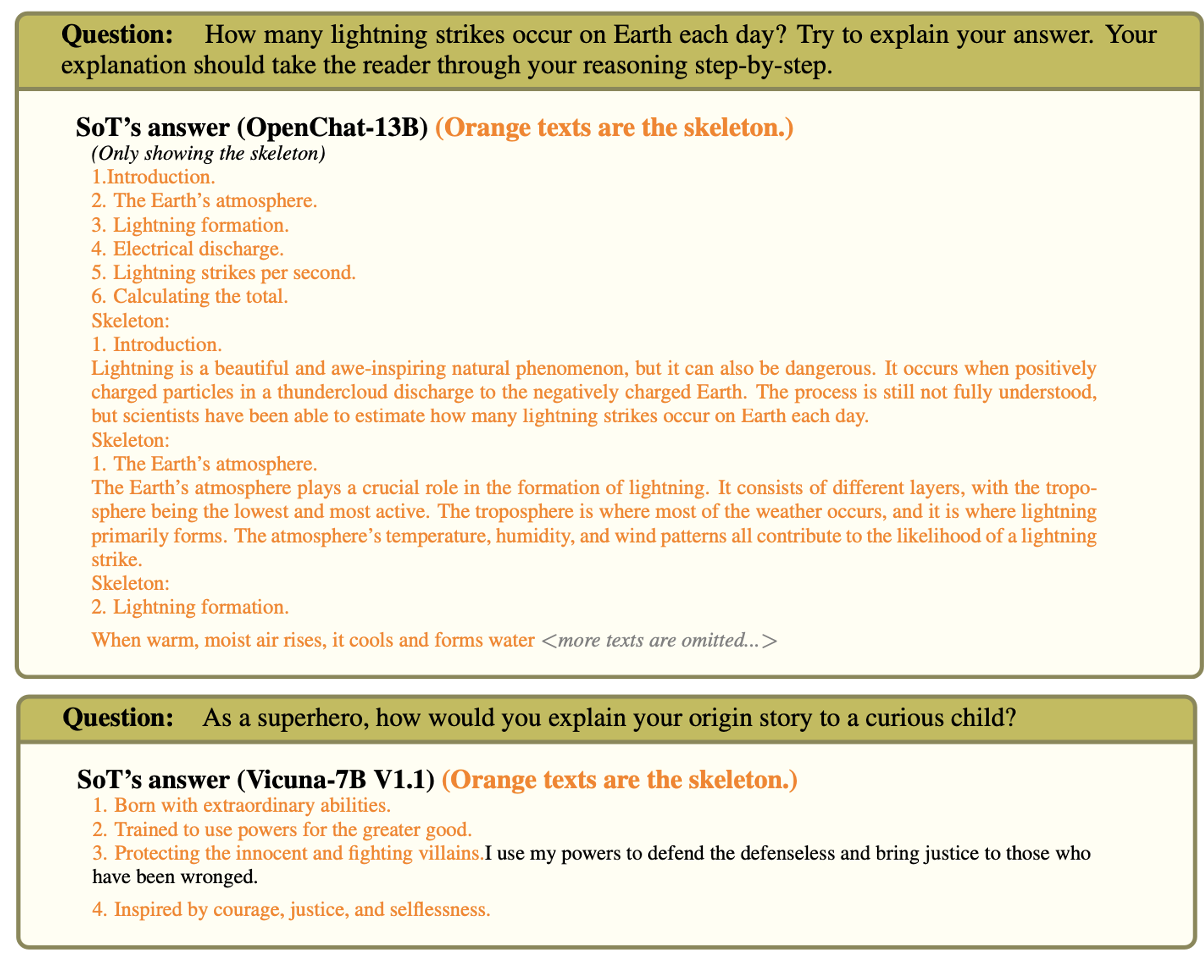 Question: How many lightning strikes occur on Earth each day? Try to explain your answer. Your
explanation should take the reader through your reasoning step-by-step.
SoT's answer (OpenChat-13B) (Orange texts are the skeleton.)
(Only showing the skeleton)
1.Introduction.
2. The Earth's atmosphere.
3. Lightning formation.
4. Electrical discharge.
5. Lightning strikes per second.
6. Calculating the total.
Skeleton:
1. Introduction.
Lightning is a beautiful and awe-inspiring natural phenomenon, but it can also be dangerous. It occurs when positively
charged particles in a thundercloud discharge to the negatively charged Earth. The process is still not fully understood,
but scientists have been able to estimate how many lightning strikes occur on Earth each day.
Skeleton:
1. The Earth's atmosphere.
The Earth's atmosphere plays a crucial role in the formation of lightning. It consists of different layers, with the tropo-
sphere being the lowest and most active. The troposphere is where most of the weather occurs, and it is where lightning
primarily forms. The atmosphere's temperature, humidity, and wind patterns all contribute to the likelihood of a lightning
strike.
Skeleton:
2. Lightning formation.
When warm, moist air rises, it cools and forms water <more texts are omitted...>
Question: As a superhero, how would you explain your origin story to a curious child?
SoT's answer (Vicuna-7B V1.1) (Orange texts are the skeleton.)
1. Born with extraordinary abilities.
2. Trained to use powers for the greater good.
3. Protecting the innocent and fighting villains.I use my powers to defend the defenseless and bring justice to those who
have been wronged.
4. Inspired by courage, justice, and selflessness.